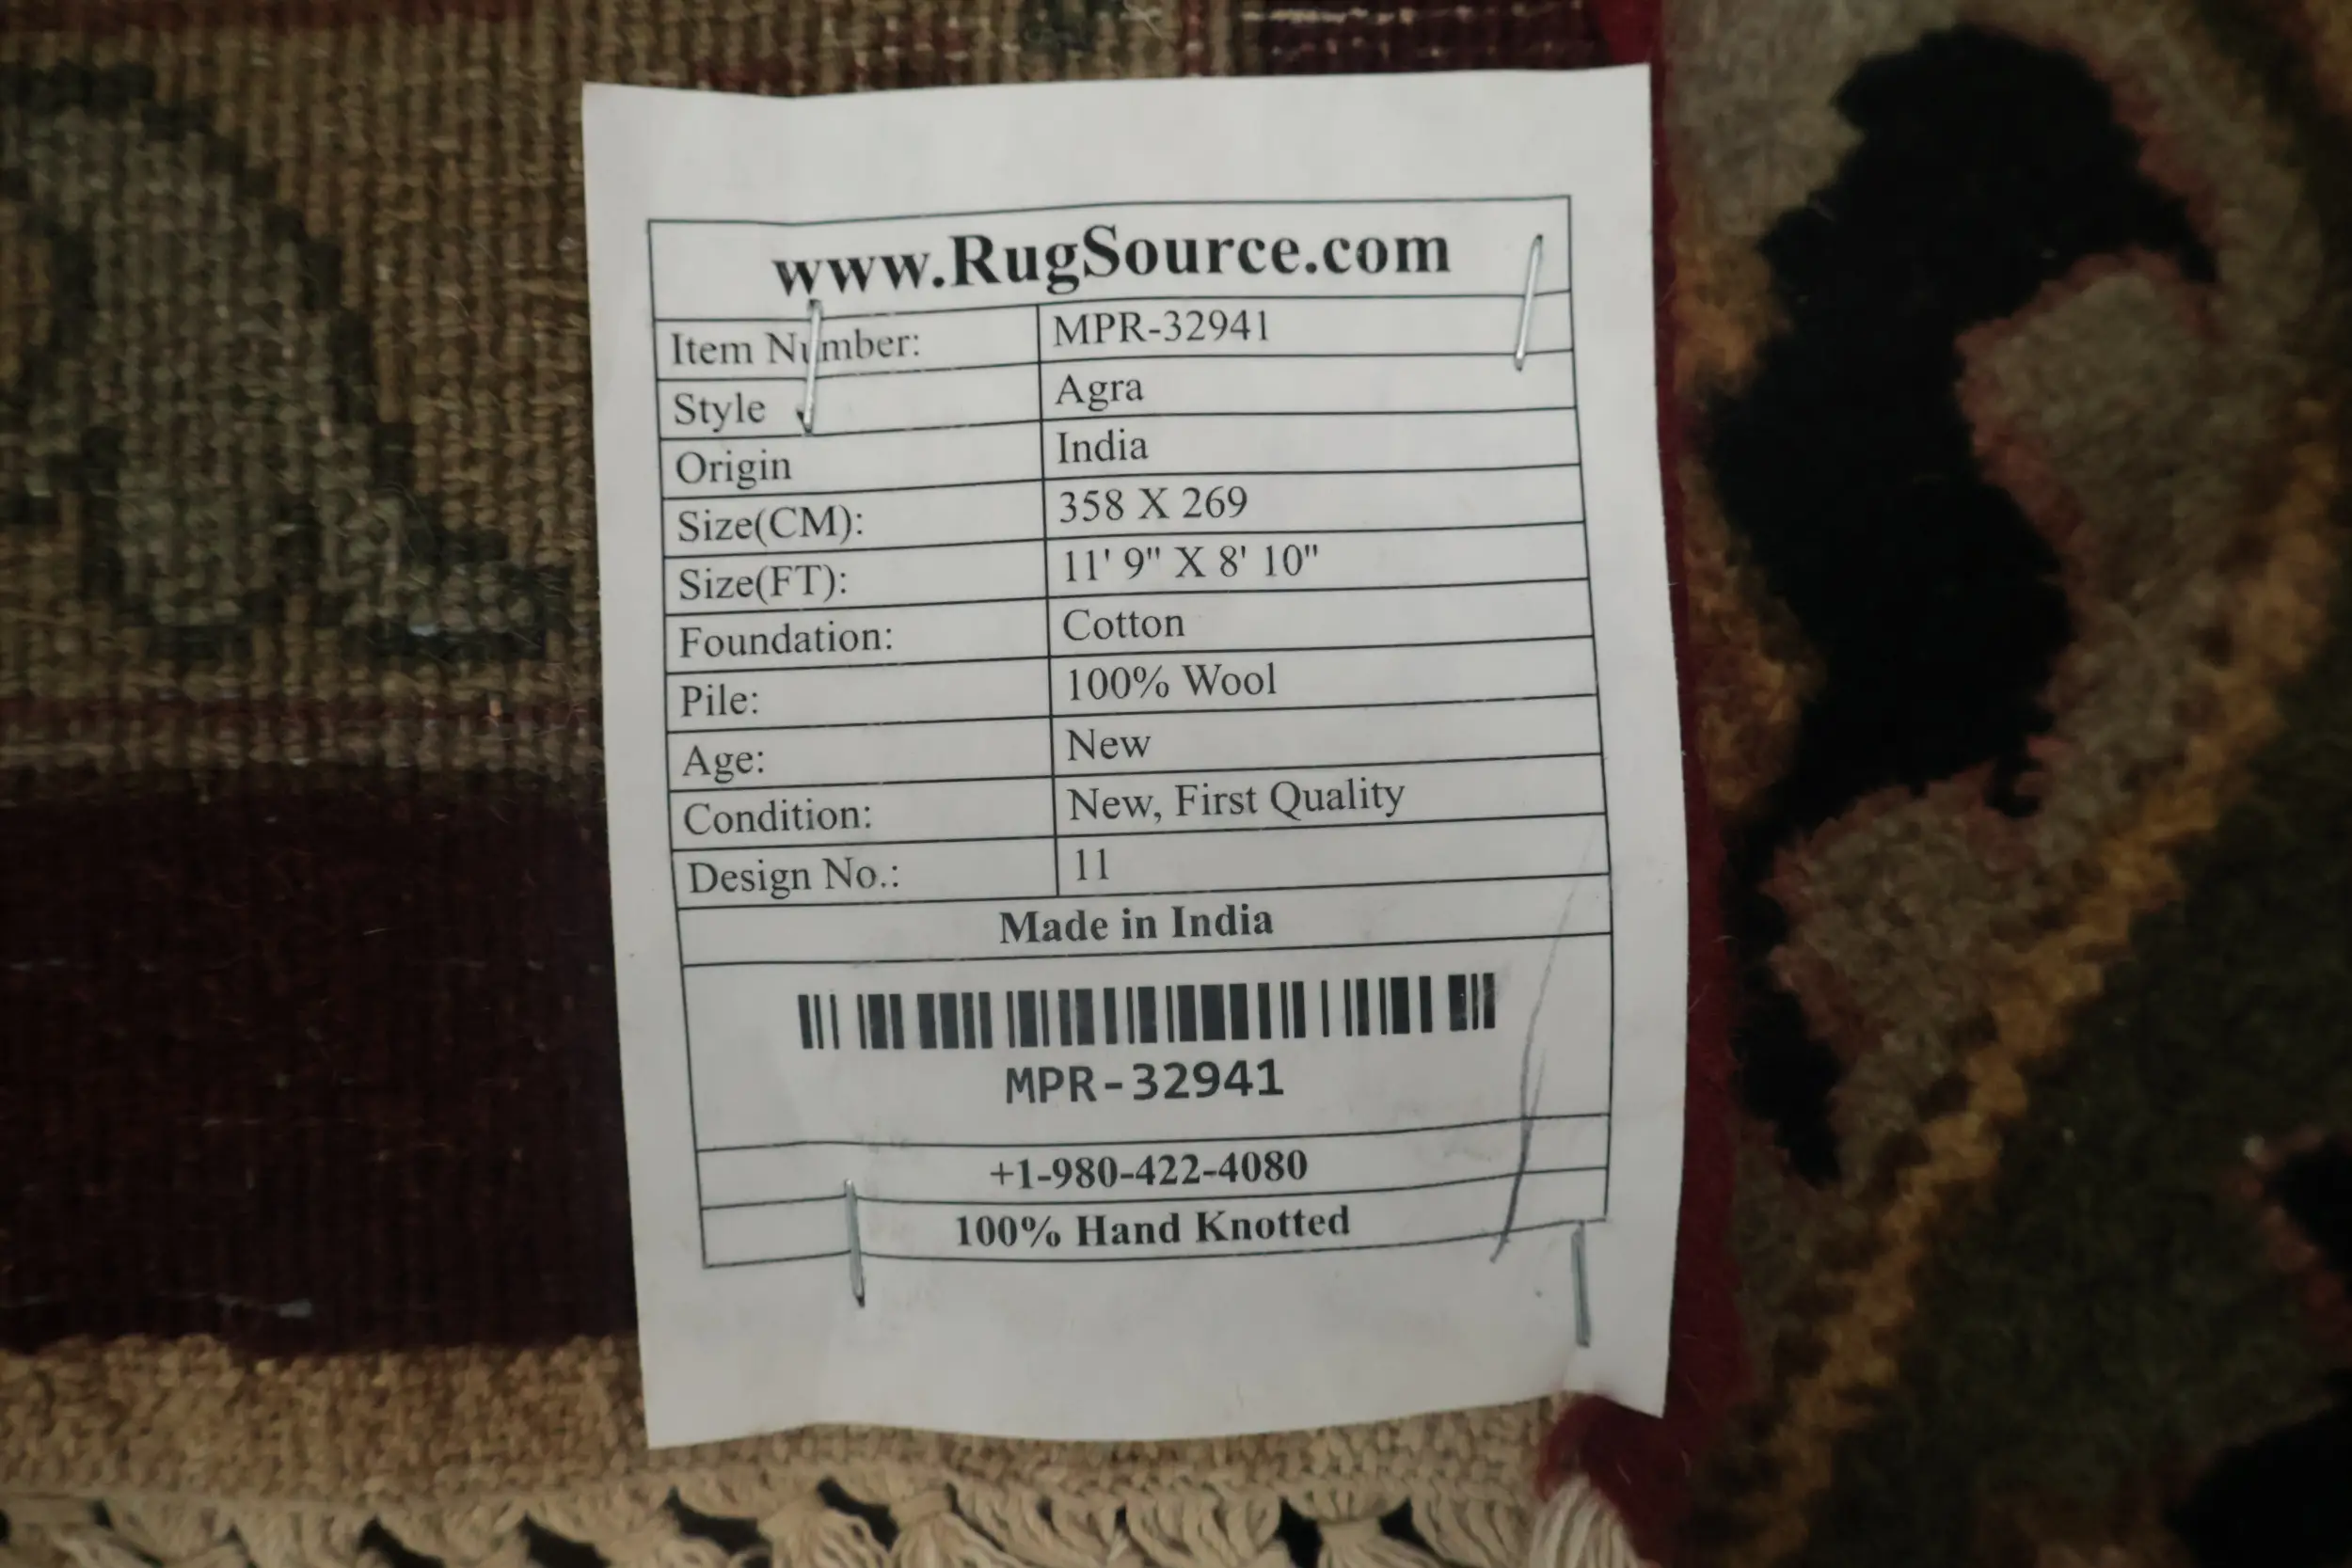 www.RugSource.com
Item Number: MPR-32941
Style Agra
Origin India
Size(CM): 358 X 269
Size(FT): 11' 9" X 8' 10"
Foundation: Cotton
Pile: 100% Wool
Age: New
Condition: New, First Quality
Design No.: 11
Made in India
MPR-32941
+1-980-422-4080
100% Hand Knotted